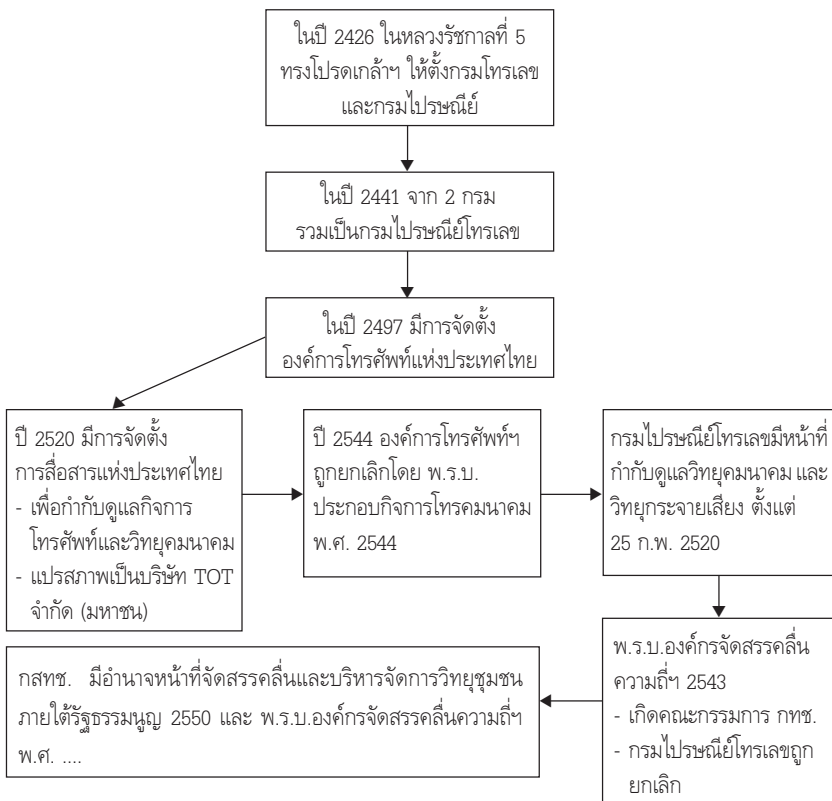 ในปี 2426 ในหลวงรัชกาลที่ 5
ทรงโปรดเกล้าฯ ให้ตั้งกรมโทรเลข
และกรมไปรษณีย์
ในปี 2441 จาก 2 กรม
รวมเป็นกรมไปรษณีย์โทรเลข
ในปี 2497 มีการจัดตั้ง
องค์การโทรศัพท์แห่งประเทศไทย
ปี 2520 มีการจัดตั้ง
การสื่อสารแห่งประเทศไทย
- เพื่อกำกับดูแลกิจการ
โทรศัพท์และวิทยุคมนาคม
- แปรสภาพเป็นบริษัท TOT
จำกัด (มหาชน)
ปี 2544 องค์การโทรศัพท์ฯ
ถูกยกเลิกโดย พ.ร.บ.
ประกอบกิจการโทรคมนาคม
พ.ศ. 2544
กรมไปรษณีย์โทรเลขมีหน้าที่
กำกับดูแลวิทยุคมนาคม และ
วิทยุกระจายเสียง ตั้งแต่
25 ก.พ. 2520
พ.ร.บ.องค์กรจัดสรรคลื่น
ความถี่ฯ 2543
- เกิดคณะกรรมการ กทช.
- กรมไปรษณีย์โทรเลขถูก
ยกเลิก
กสทช. มีอำนาจหน้าที่จัดสรรคลื่นและบริหารจัดการวิทยุชุมชน
ภายใต้รัฐธรรมนูญ 2550 และ พ.ร.บ.องค์กรจัดสรรคลื่นความถี่ฯ
พ.ศ. ....